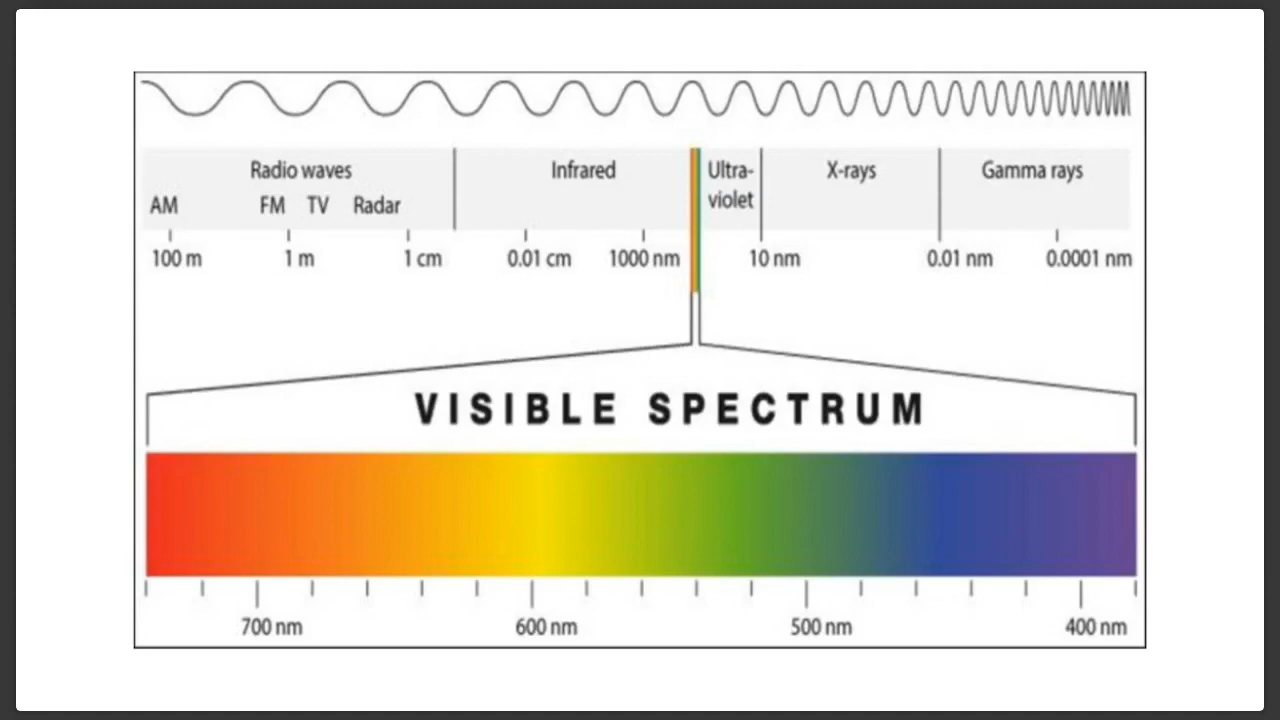 Radio waves Infrared Ultra- X-rays Gamma rays
violet
AM FM TV Radar
100 m 1 m 1 cm 0.01 cm 1000 nm 10 nm 0.01 nm 0.0001 nm
VISIBLE SPECTRUM
700 nm 600 nm 500 nm 400 nm